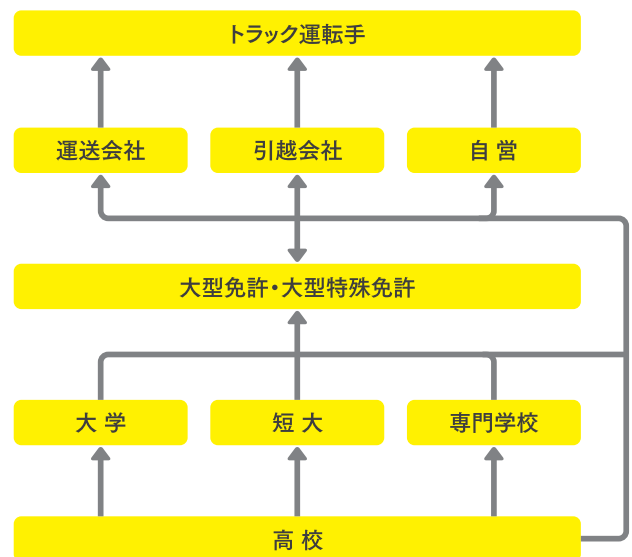 トラック運転手
運送会社
引越会社
自営
大型免許・大型特殊免許
大学
短大
専門学校
高校